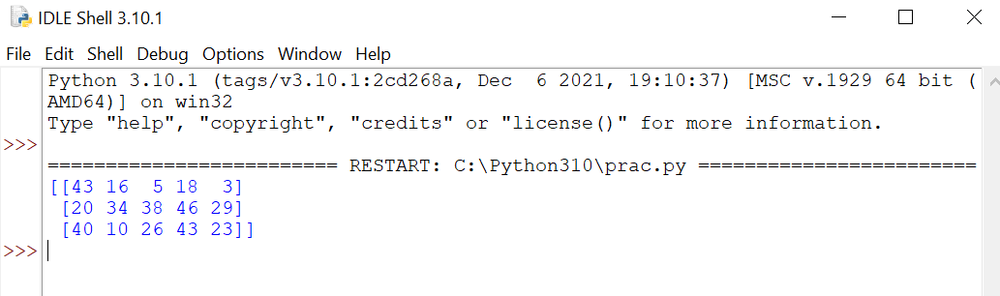 IDLE Shell 3.10.1
File Edit Shell Debug Options Window Help
Python 3.10.1 (tags/v3.10.1:2cd268a, Dec  6 2021, 19:10:37) [MSC v.1929 64 bit (
AMD64)] on win32
Type "help", "copyright", "credits" or "license()" for more information.
>>>
========================= RESTART: C:\Python310\prac.py ========================
[[43 16  5 18  3]
 [20 34 38 46 29]
 [40 10 26 43 23]]
>>>